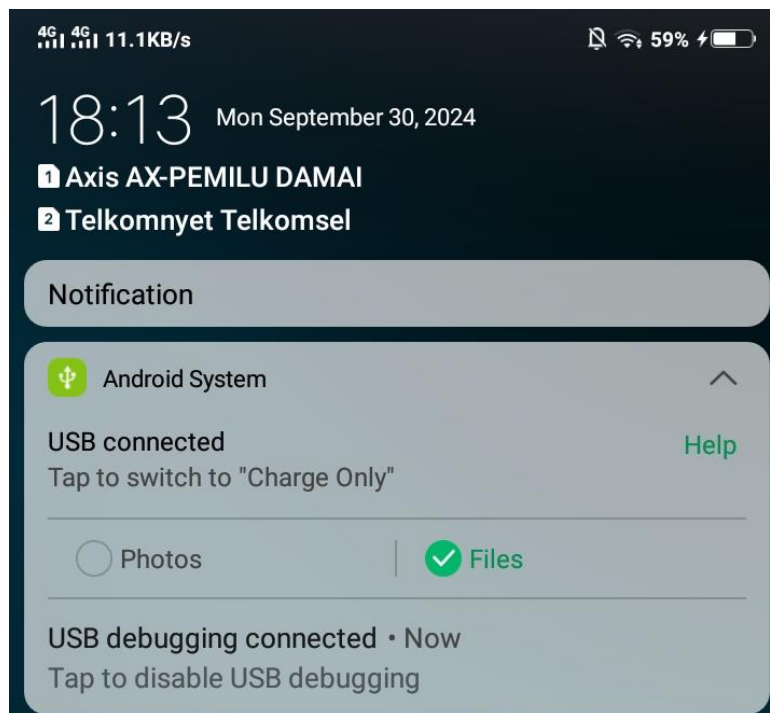 4G 4G 11.1KB/s 59%
18:13 Mon September 30, 2024
1 Axis AX-PEMILU DAMAI
2 Telkomnyet Telkomsel
Notification
Android System
USB connected
Help
Tap to switch to "Charge Only"
Photos Files
USB debugging connected • Now
Tap to disable USB debugging